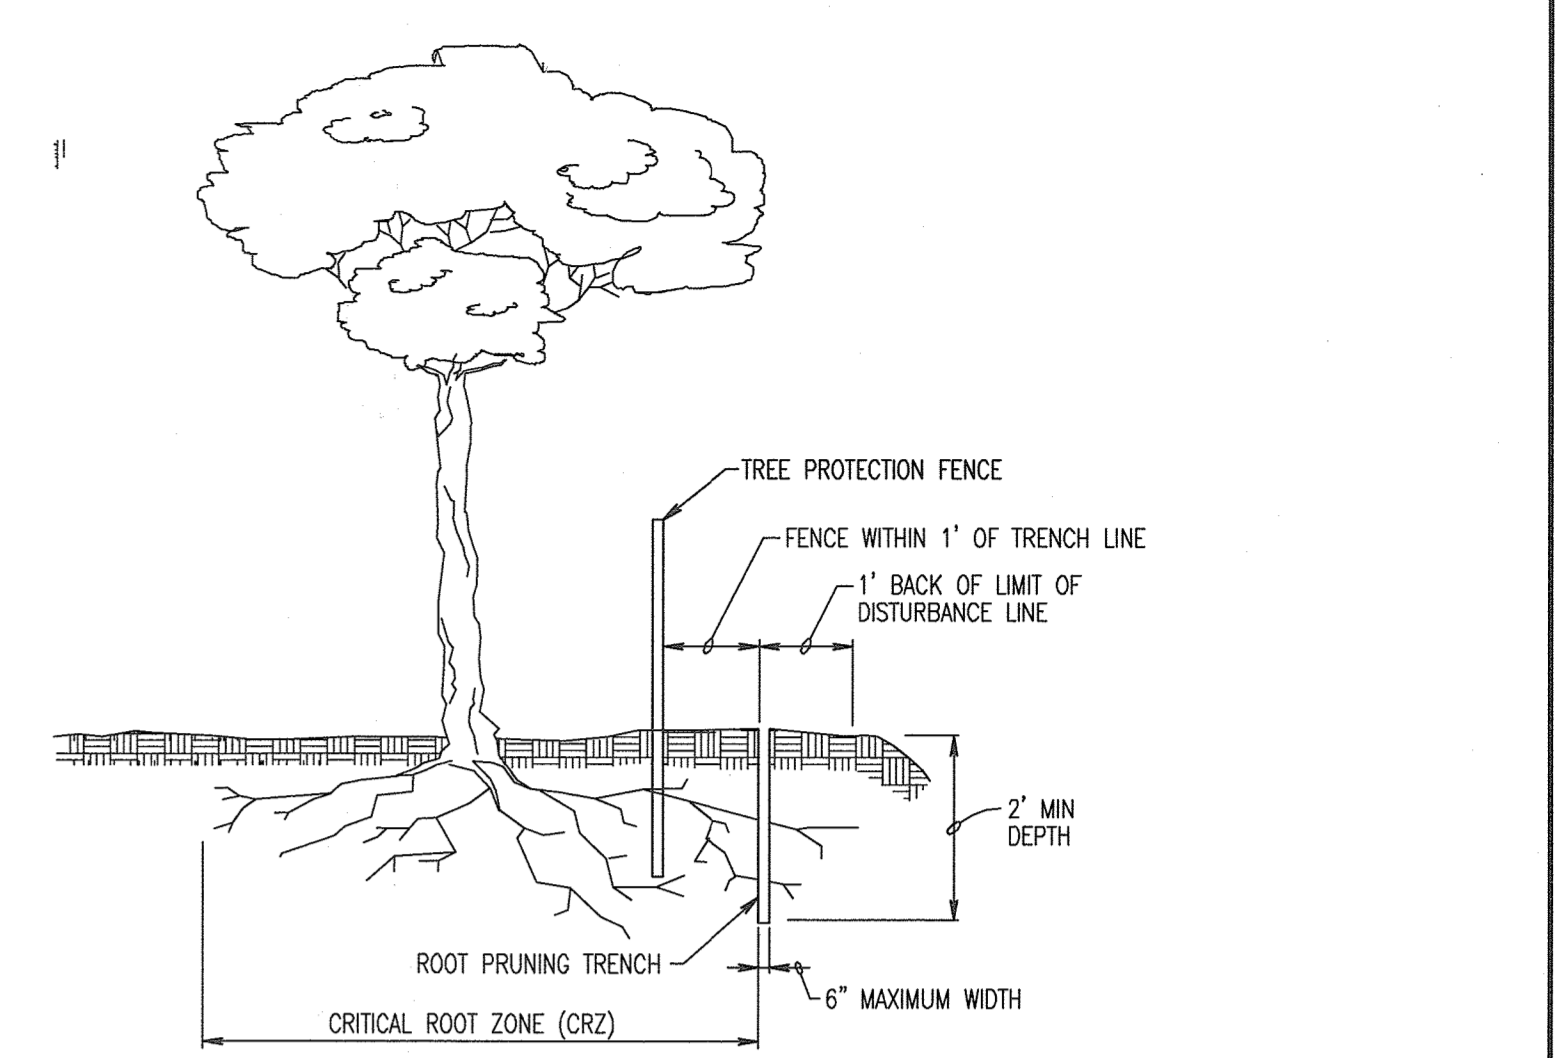 TREE PROTECTION FENCE
FENCE WITHIN 1' OF TRENCH LINE
1' BACK OF LIMIT OF
DISTURBANCE LINE
2' MIN
DEPTH
ROOT PRUNING TRENCH
6" MAXIMUM WIDTH
CRITICAL ROOT ZONE (CRZ)